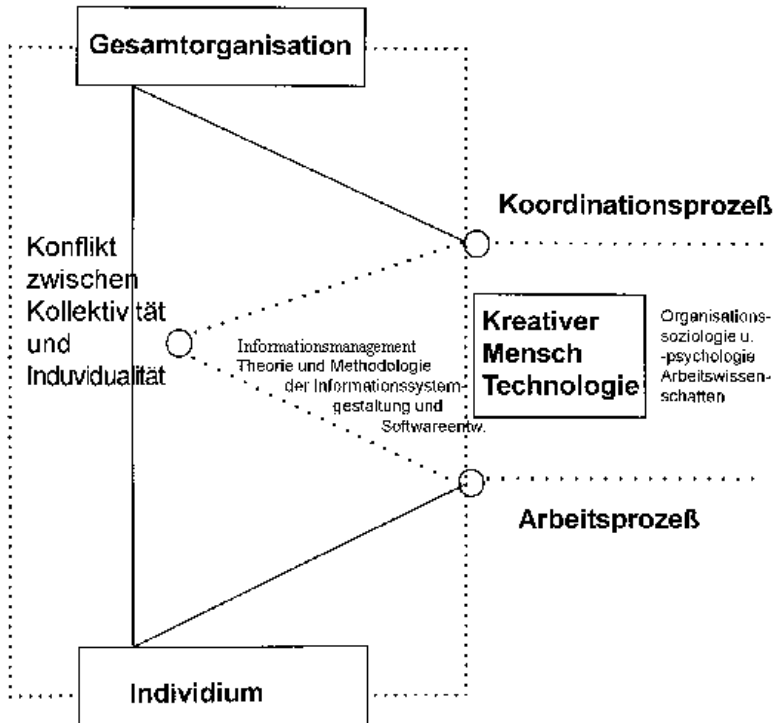 Gesamtorganisation
Koordinationsprozeß
Konflikt
zwischen
Kollektivität
und
Induvidualität
Informationsmanagement
Theorie und Methodologie
der Informationssystem-
gestaltung und
Softwareentw.
Kreativer
Mensch
Technologie
Organisations-
soziologie u.
-psychologie
Arbeitswissen-
schatten
Arbeitsprozeß
Individium